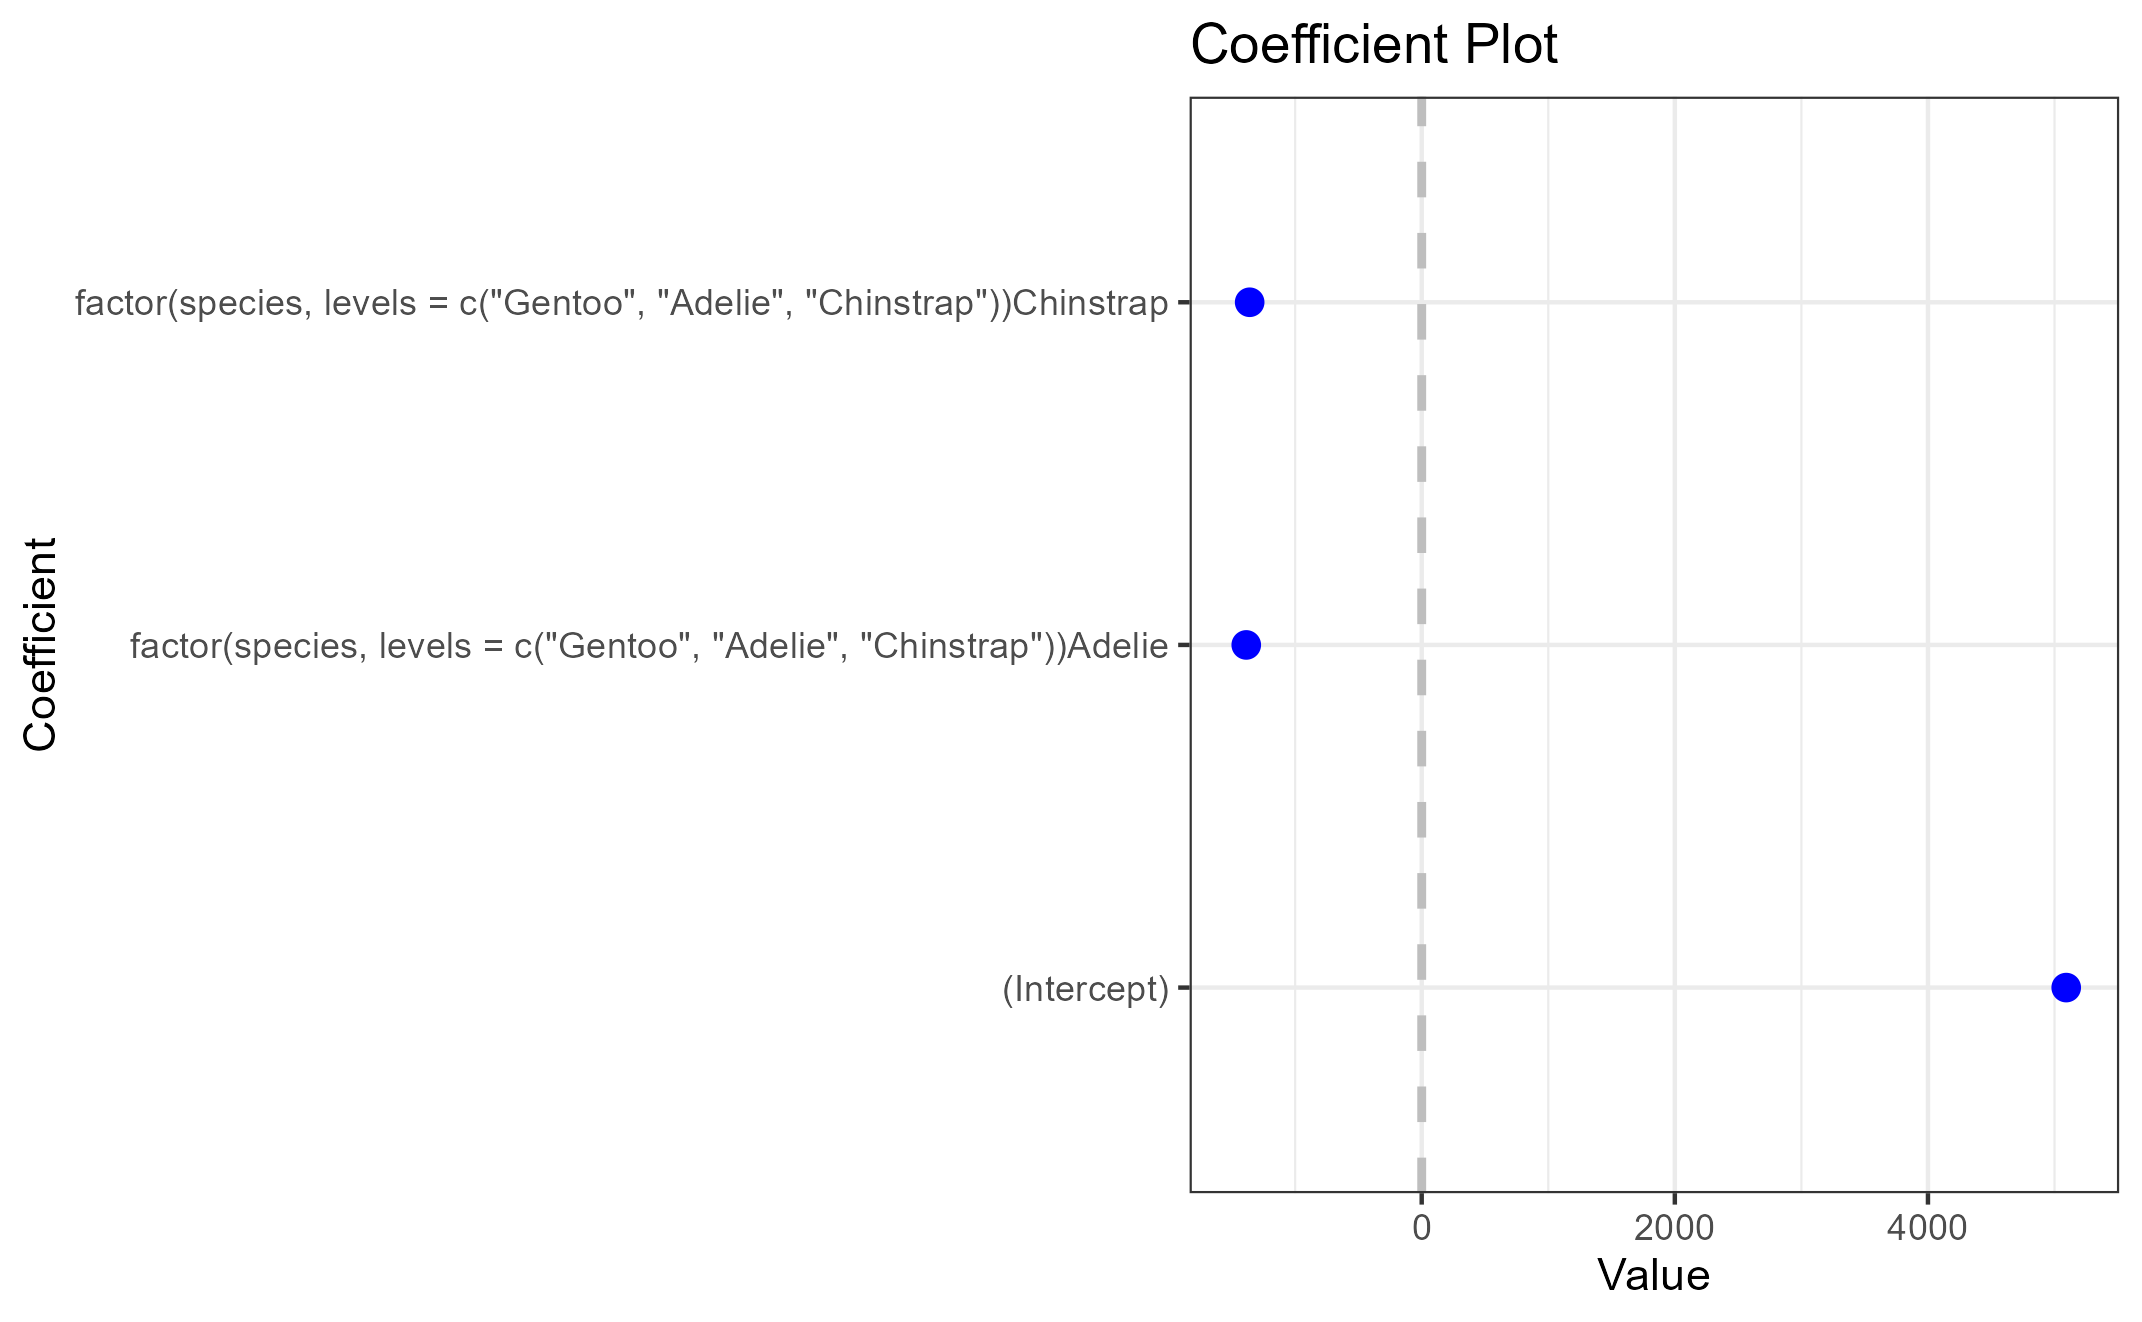 Coefficient Plot
factor(species, levels = c("Gentoo", "Adelie", "Chinstrap"))Chinstrap
factor(species, levels = c("Gentoo", "Adelie", "Chinstrap"))Adelie
(Intercept)
Coefficient
0 2000 4000
Value